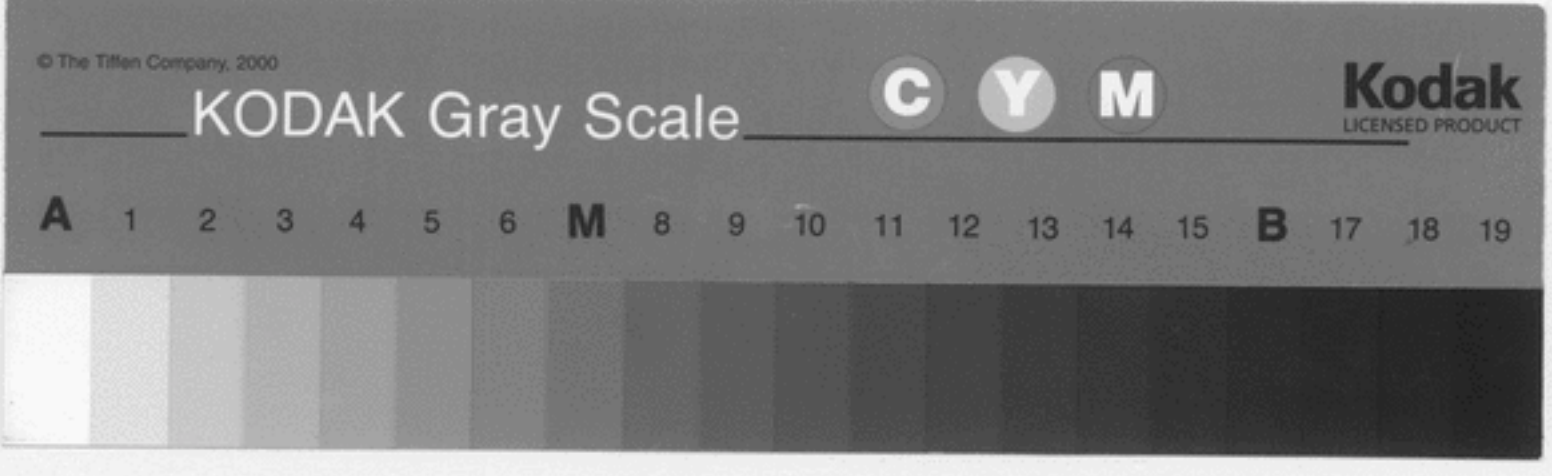 © The Tiffen Company, 2000
KODAK Gray Scale
C Y M
Kodak
LICENSED PRODUCT
A 1 2 3 4 5 6 M 8 9 10 11 12 13 14 15 B 17 18 19